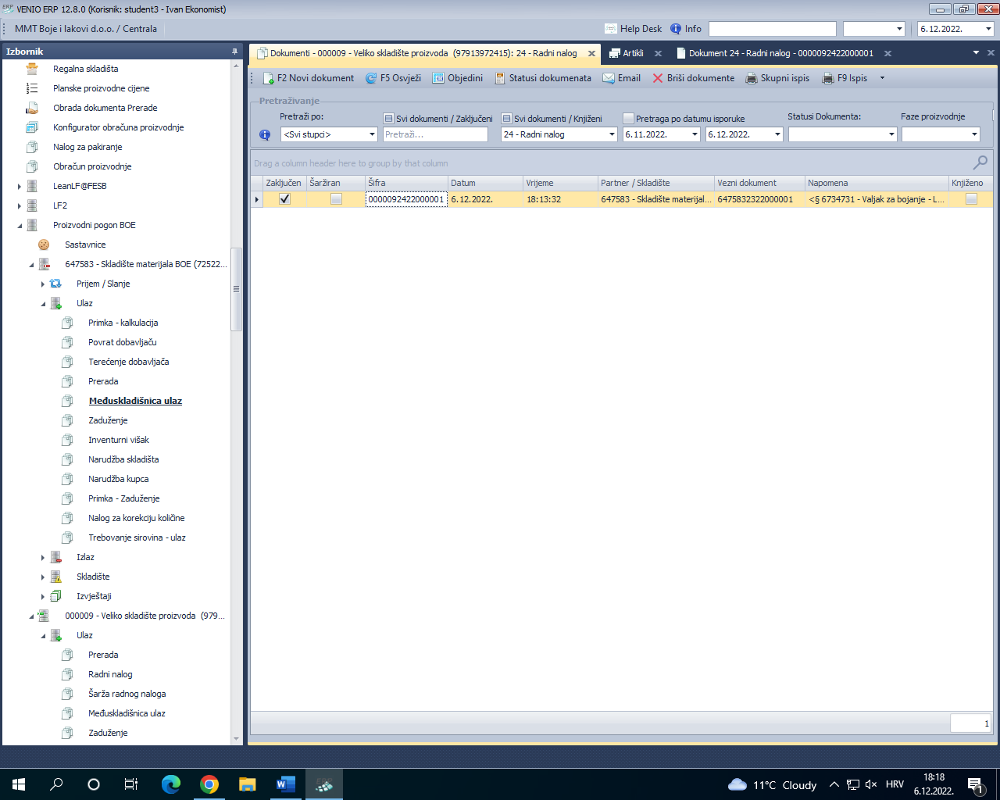 VENIO ERP 12.8.0 (Korisnik: student3 - Ivan Ekonomist)
MMT Boje i lakovi d.o.o. / Centrala
Help Desk
Info
6.12.2022.
Izbornik
Regalna skladišta
Planske proizvodne cijene
Obrada dokumenta Prerade
Konfigurator obračuna proizvodnje
Nalog za pakiranje
Obračun proizvodnje
LeanLF@FESB
LF2
Proizvodni pogon BOE
Sastavnice
647583 - Skladište materijala BOE (72522...
Prijem / Slanje
Ulaz
Primka - kalkulacija
Povrat dobavljaču
Terećenje dobavljača
Prerada
Međuskladišnica ulaz
Zaduženje
Inventurni višak
Narudžba skladišta
Narudžba kupca
Primka - Zaduženje
Nalog za korekciju količine
Trebovanje sirovina - ulaz
Izlaz
Skladište
Izvještaji
000009 - Veliko skladište proizvoda (979...
Ulaz
Prerada
Radni nalog
Šarža radnog naloga
Međuskladišnica ulaz
Zaduženje
Dokumenti - 000009 - Veliko skladište proizvoda (97913972415): 24 - Radni nalog
Artikli
Dokument 24 - Radni nalog - 0000092422000001
F2 Novi dokument
F5 Osvježi
Objedini
Statusi dokumenata
Email
Briši dokumente
Skupni ispis
F9 Ispis
Pretraživanje
Pretraži po:
Svi dokumenti / Zaključeni
Svi dokumenti / Knjiženi
Pretraga po datumu isporuke
Statusi Dokumenta:
Faze proizvodnje
<Svi stupci>
Pretraži...
24 - Radni nalog
6.11.2022.
6.12.2022.
Drag a column header here to group by that column
Zaključen Šaržiran Šifra Datum Vrijeme Partner / Skladište Vezni dokument Napomena Knjiženo
0000092422000001 6.12.2022. 18:13:32 647583 - Skladište materijal... 6475832322000001 <§ 6734731 - Valjak za bojanje - L...
1
11°C Cloudy
HRV
18:18
6.12.2022.
1